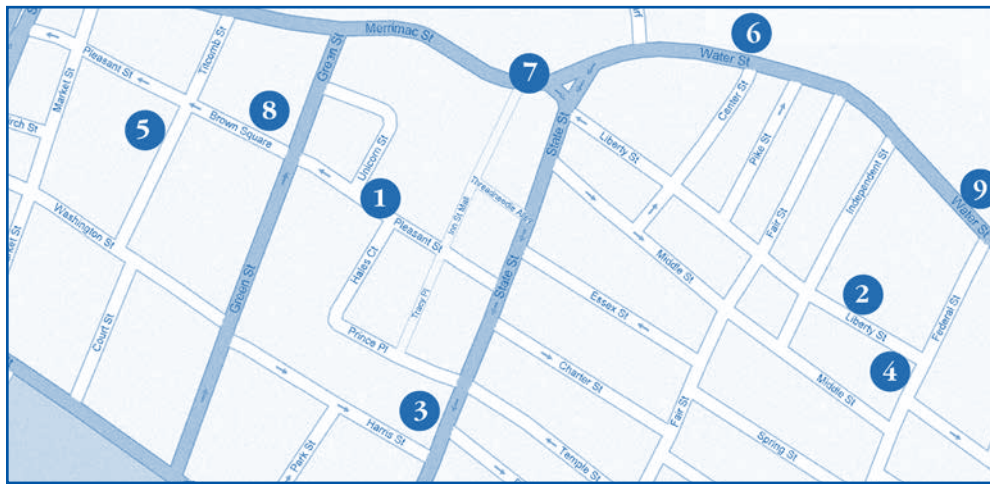 Merrimac St
Green St
Titcomb St
Pleasant St
Market St
Brown Square
Unicorn St
Washington St
Court St
Green St
Hales Ct
Pleasant St
Inn St Mall
Threadneedle Alley
Tracy Pl
Prince Pl
Harris St
Park St
State St
State St
Water St
Center St
Liberty St
Pike St
Fair St
Independent St
Middle St
Essex St
Charter St
Temple St
Fair St
Spring St
Middle St
Liberty St
Federal St
Water St
1
2
3
4
5
6
7
8
9